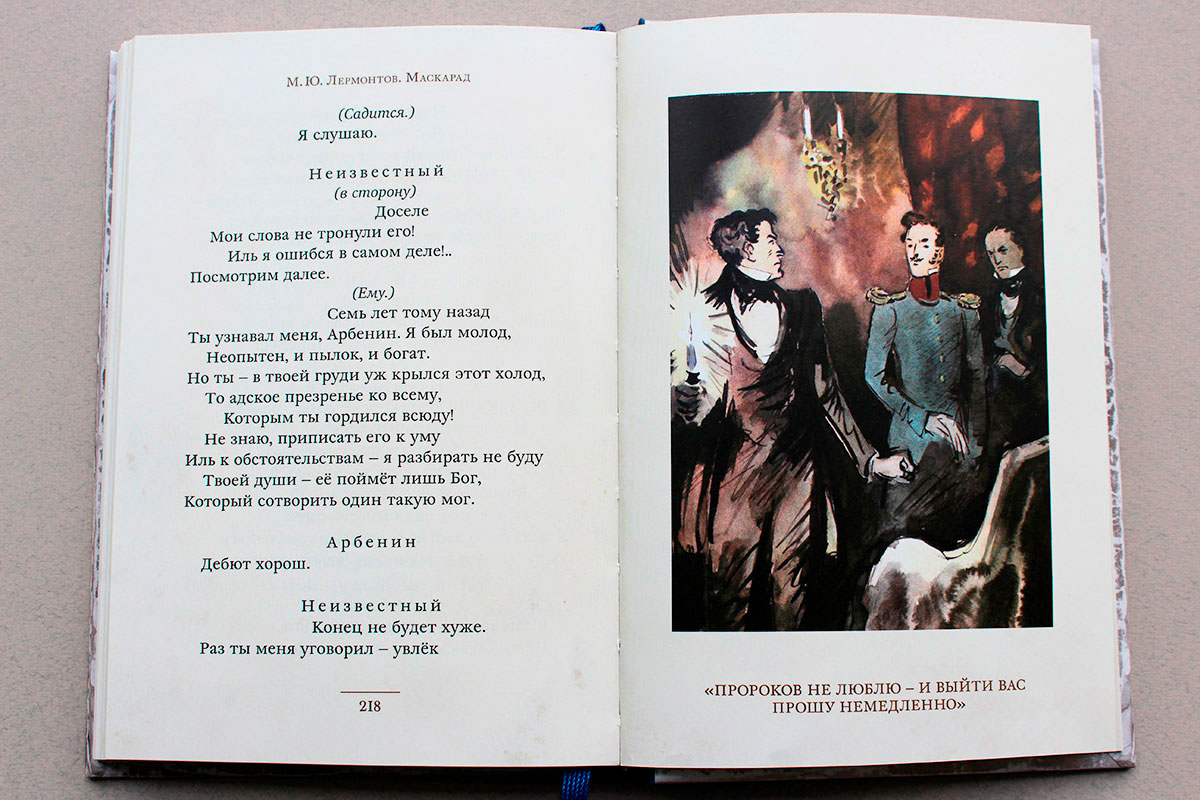 М. Ю. Лермонтов. Маскарад
(Садится.)
Я слушаю.
Неизвестный
(в сторону)
Доселе
Мои слова не тронули его!
Иль я ошибся в самом деле!..
Посмотрим далее.
(Ему.)
Семь лет тому назад
Ты узнавал меня, Арбенин. Я был молод,
Неопытен, и пылок, и богат.
Но ты – в твоей груди уж крылся этот холод,
То адское презренье ко всему,
Которым ты гордился всюду!
Не знаю, приписать его к уму
Иль к обстоятельствам – я разбирать не буду
Твоей души – её поймёт лишь Бог,
Который сотворить один такую мог.
Арбенин
Дебют хорош.
Неизвестный
Конец не будет хуже.
Раз ты меня уговорил – увлёк
218
«ПРОРОКОВ НЕ ЛЮБЛЮ – И ВЫЙТИ ВАС
ПРОШУ НЕМЕДЛЕННО»